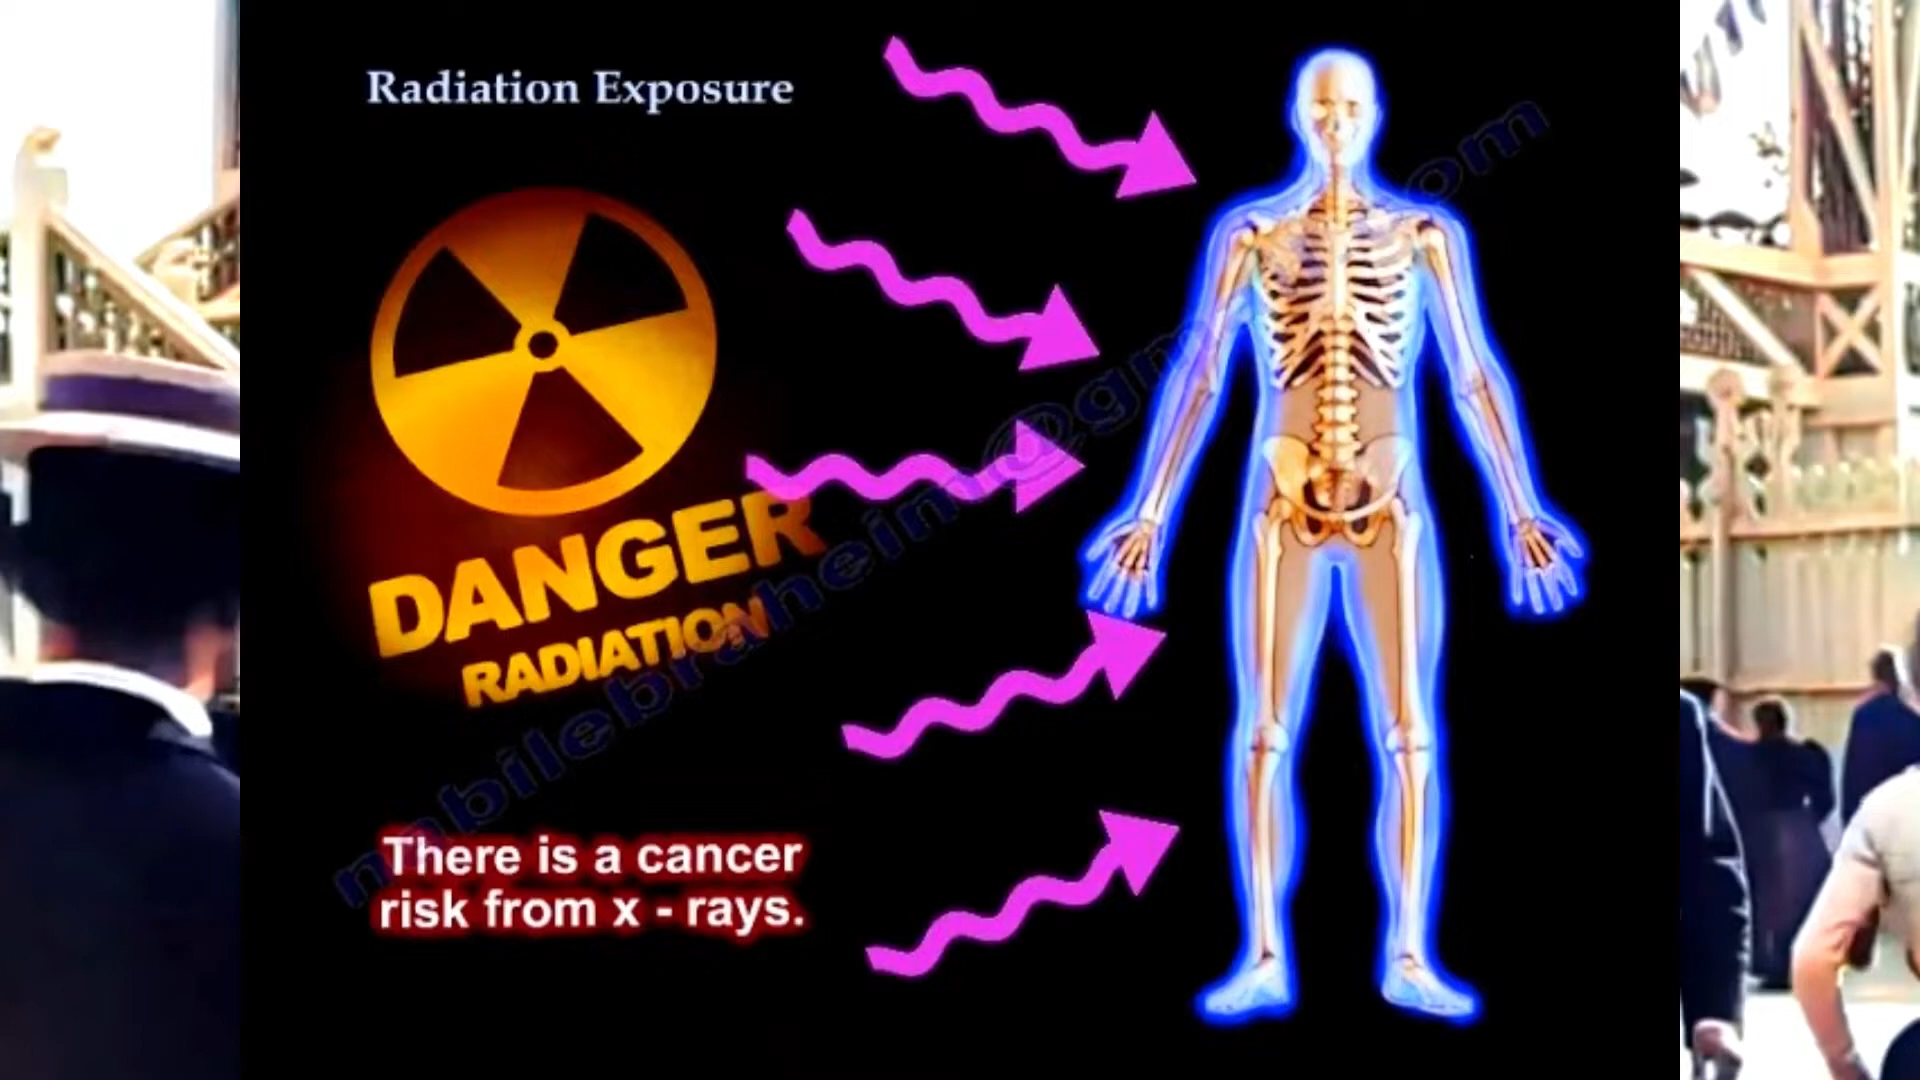 Radiation Exposure
DANGER
RADIATION
There is a cancer
risk from x - rays.